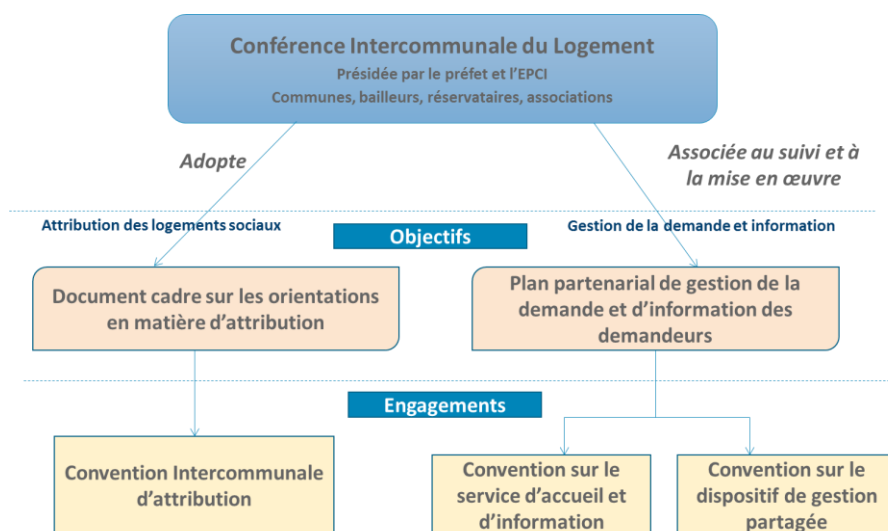 Conférence Intercommunale du Logement
Présidée par le préfet et l'EPCI
Communes, bailleurs, réservataires, associations
Adopte
Associée au suivi et à
la mise en œuvre
Attribution des logements sociaux
Gestion de la demande et information
Objectifs
Document cadre sur les orientations
en matière d'attribution
Plan partenarial de gestion de la
demande et d'information des
demandeurs
Engagements
Convention Intercommunale
d'attribution
Convention sur le
service d'accueil et
d'information
Convention sur le
dispositif de gestion
partagée